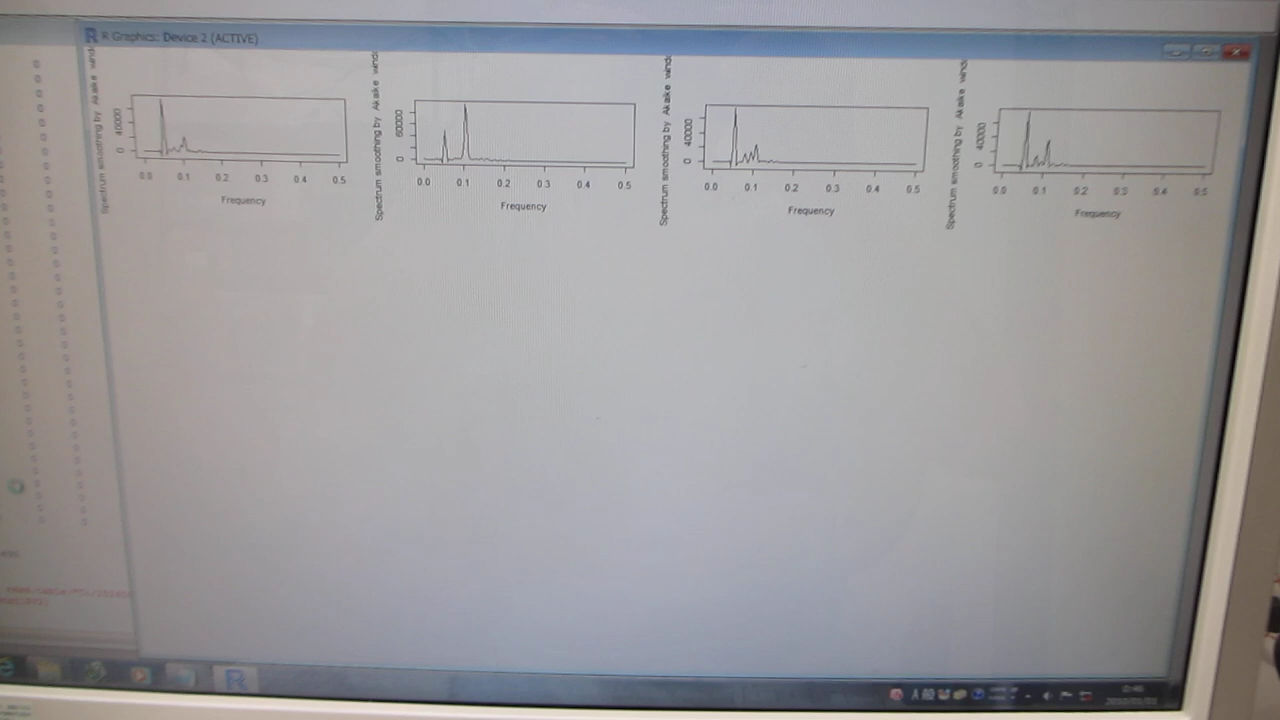 R Graphics: Device 2 (ACTIVE)
Spectrum smoothing by Akaike windo
0 40000
0.0 0.1 0.2 0.3 0.4 0.5
Frequency
Spectrum smoothing by Akaike windo
0 60000
0.0 0.1 0.2 0.3 0.4 0.5
Frequency
Spectrum smoothing by Akaike windo
0 40000
0.0 0.1 0.2 0.3 0.4 0.5
Frequency
Spectrum smoothing by Akaike windo
0 40000
0.0 0.1 0.2 0.3 0.4 0.5
Frequency